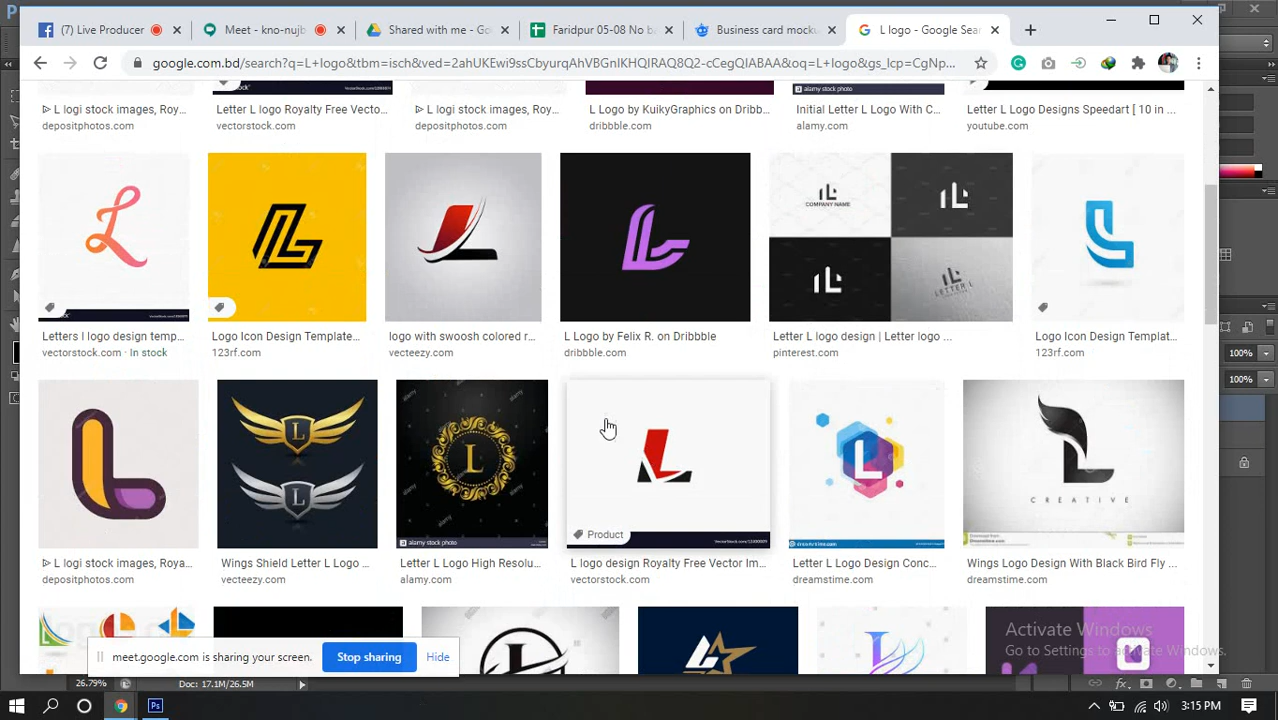 (7) Live Producer
Meet - kno-nujb
Shared with me - Go
Faridpur 05-08 No ba
Business card mocku
L logo - Google Sear
google.com.bd/search?q=L+logo&tbm=isch&ved=2ahUKEwi9ssCbyurqAhVBGnIKHQIRAQ8Q2-cCegQIABAA&oq=L+logo&gs_lcp=CgNp...
alamy stock photo
L logi stock images, Roy...
depositphotos.com
Letter L logo Royalty Free Vecto...
vectorstock.com
L logi stock images, Roy...
depositphotos.com
L Logo by KuikyGraphics on Dribbb...
dribbble.com
Initial Letter L Logo With C...
alamy.com
Letter L Logo Designs Speedart [ 10 in ...
youtube.com
COMPANY NAME
LETTER L
Letters l logo design temp...
vectorstock.com · In stock
Logo Icon Design Template...
123rf.com
logo with swoosh colored r...
vecteezy.com
L Logo by Felix R. on Dribbble
dribbble.com
Letter L logo design | Letter logo ...
pinterest.com
Logo Icon Design Templat...
123rf.com
100%
100%
L
L
L
L
alamy stock photo
Product
CREATIVE
L logi stock images, Roya...
depositphotos.com
Wings Shield Letter L Logo ...
vecteezy.com
Letter L Logo High Resolu...
alamy.com
L logo design Royalty Free Vector Im...
vectorstock.com
Letter L Logo Design Conc...
dreamstime.com
Wings Logo Design With Black Bird Fly ...
dreamstime.com
meet.google.com is sharing your screen.
Stop sharing
Hide
Activate Windows
Go to Settings to activate Windows.
26.79%
Doc: 17.1M/26.5M
Ps
3:15 PM